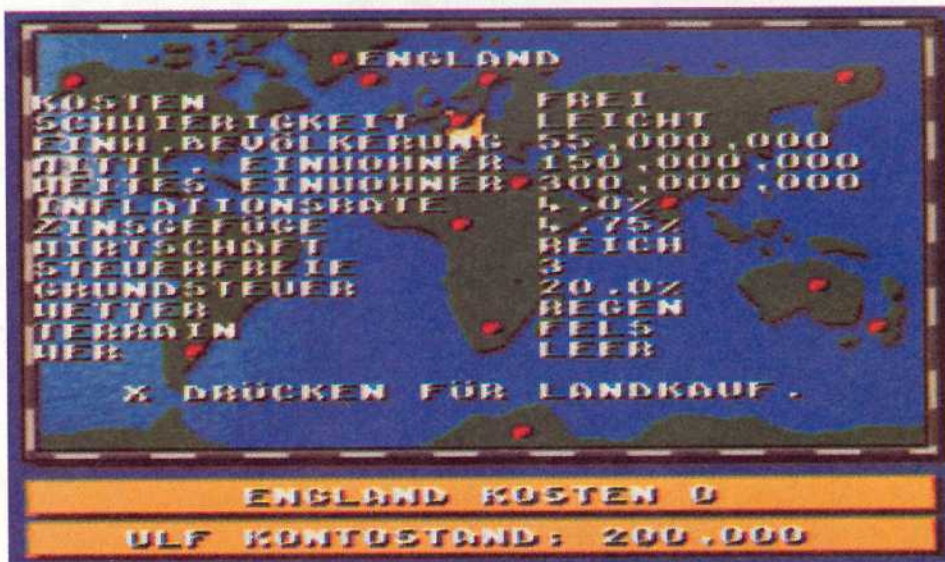 ENGLAND
KOSTEN FREI
SCHWIERIGKEIT LEICHT
EINH.BEVÖLKERUNG 55,000,000
MITTL. EINWOHNER 150,000,000
WEITES EINWOHNER 300,000,000
INFLATIONSRATE 4.0%
ZINSGEFÜGE 4.75%
WIRTSCHAFT REICH
STEUERFREIE 3
GRUNDSTEUER 20.0%
WETTER REGEN
TERRAIN FELS
WER LEER
X DRÜCKEN FÜR LANDKAUF.
ENGLAND KOSTEN 0
ULF KONTOSTAND: 200,000